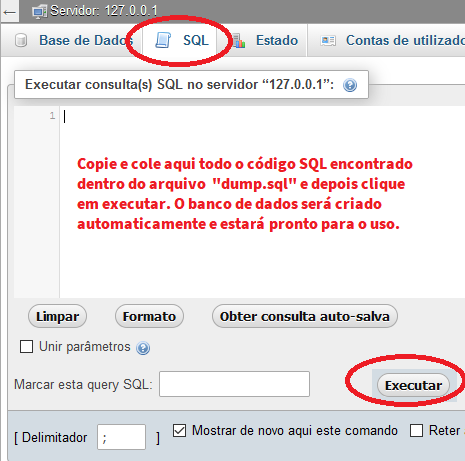 Servidor: 127.0.0.1
Base de Dados SQL Estado Contas de utilizado
Executar consulta(s) SQL no servidor “127.0.0.1”:
1
Copie e cole aqui todo o código SQL encontrado
dentro do arquivo "dump.sql" e depois clique
em executar. O banco de dados será criado
automaticamente e estará pronto para o uso.
Limpar Formato Obter consulta auto-salva
Unir parâmetros
Marcar esta query SQL:
Executar
[ Delimitador ; ] Mostrar de novo aqui este comando Reter